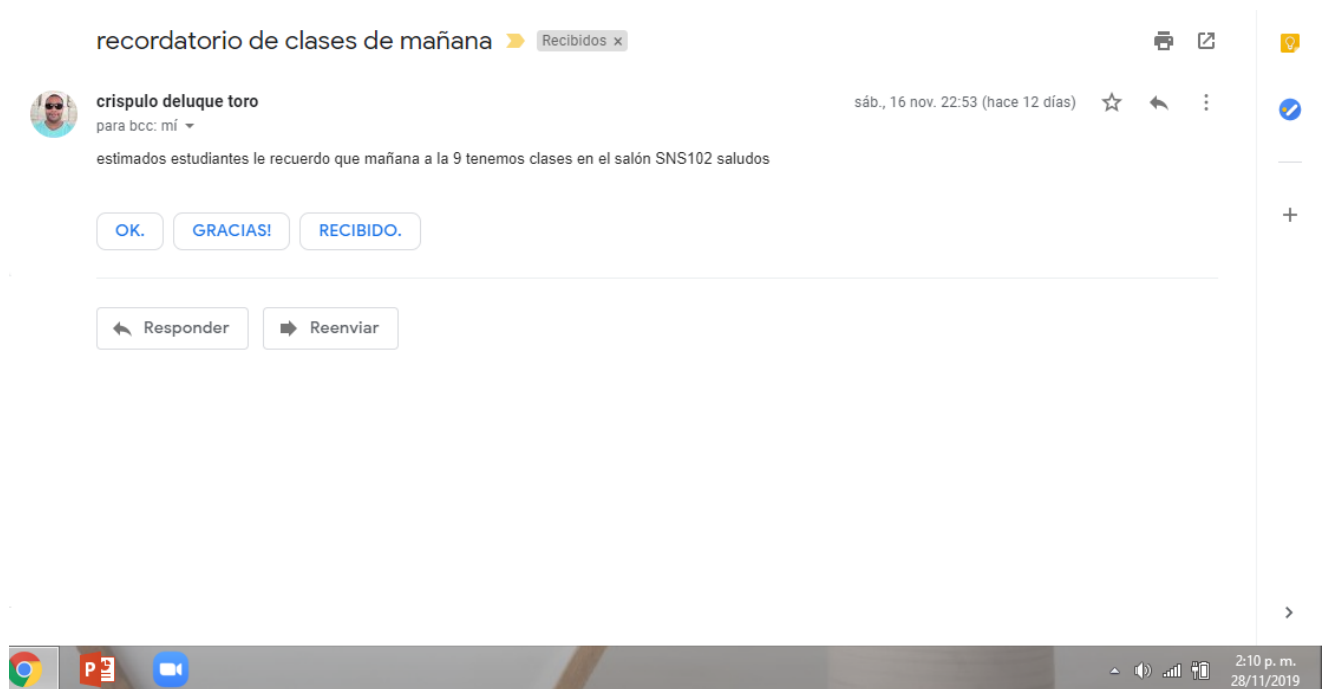 recordatorio de clases de mañana Recibidos x
crispulo deluque toro sáb., 16 nov. 22:53 (hace 12 días)
para bcc: mí
estimados estudiantes le recuerdo que mañana a la 9 tenemos clases en el salón SNS102 saludos
OK. GRACIAS! RECIBIDO.
Responder Reenviar
2:10 p. m.
28/11/2019